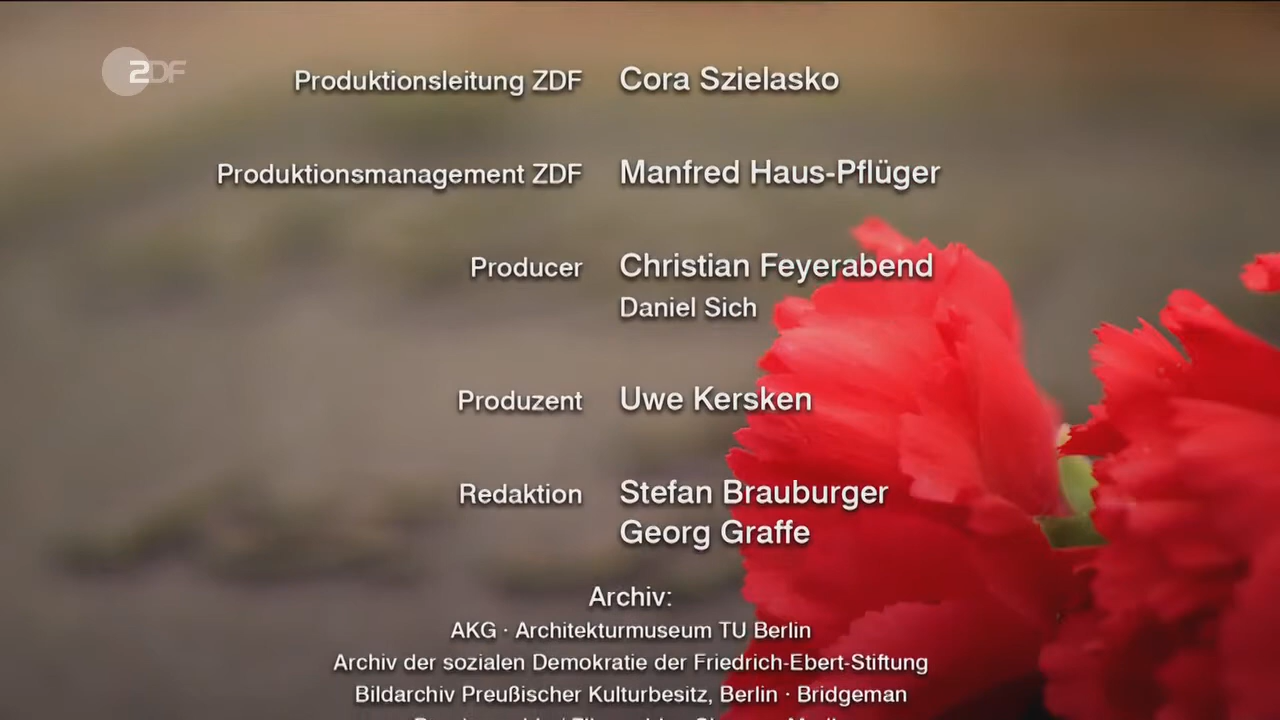 ZDF
Produktionsleitung ZDF Cora Szielasko
Produktionsmanagement ZDF Manfred Haus-Pflüger
Producer Christian Feyerabend
Daniel Sich
Produzent Uwe Kersken
Redaktion Stefan Brauburger
Georg Graffe
Archiv:
AKG · Architekturmuseum TU Berlin
Archiv der sozialen Demokratie der Friedrich-Ebert-Stiftung
Bildarchiv Preußischer Kulturbesitz, Berlin · Bridgeman